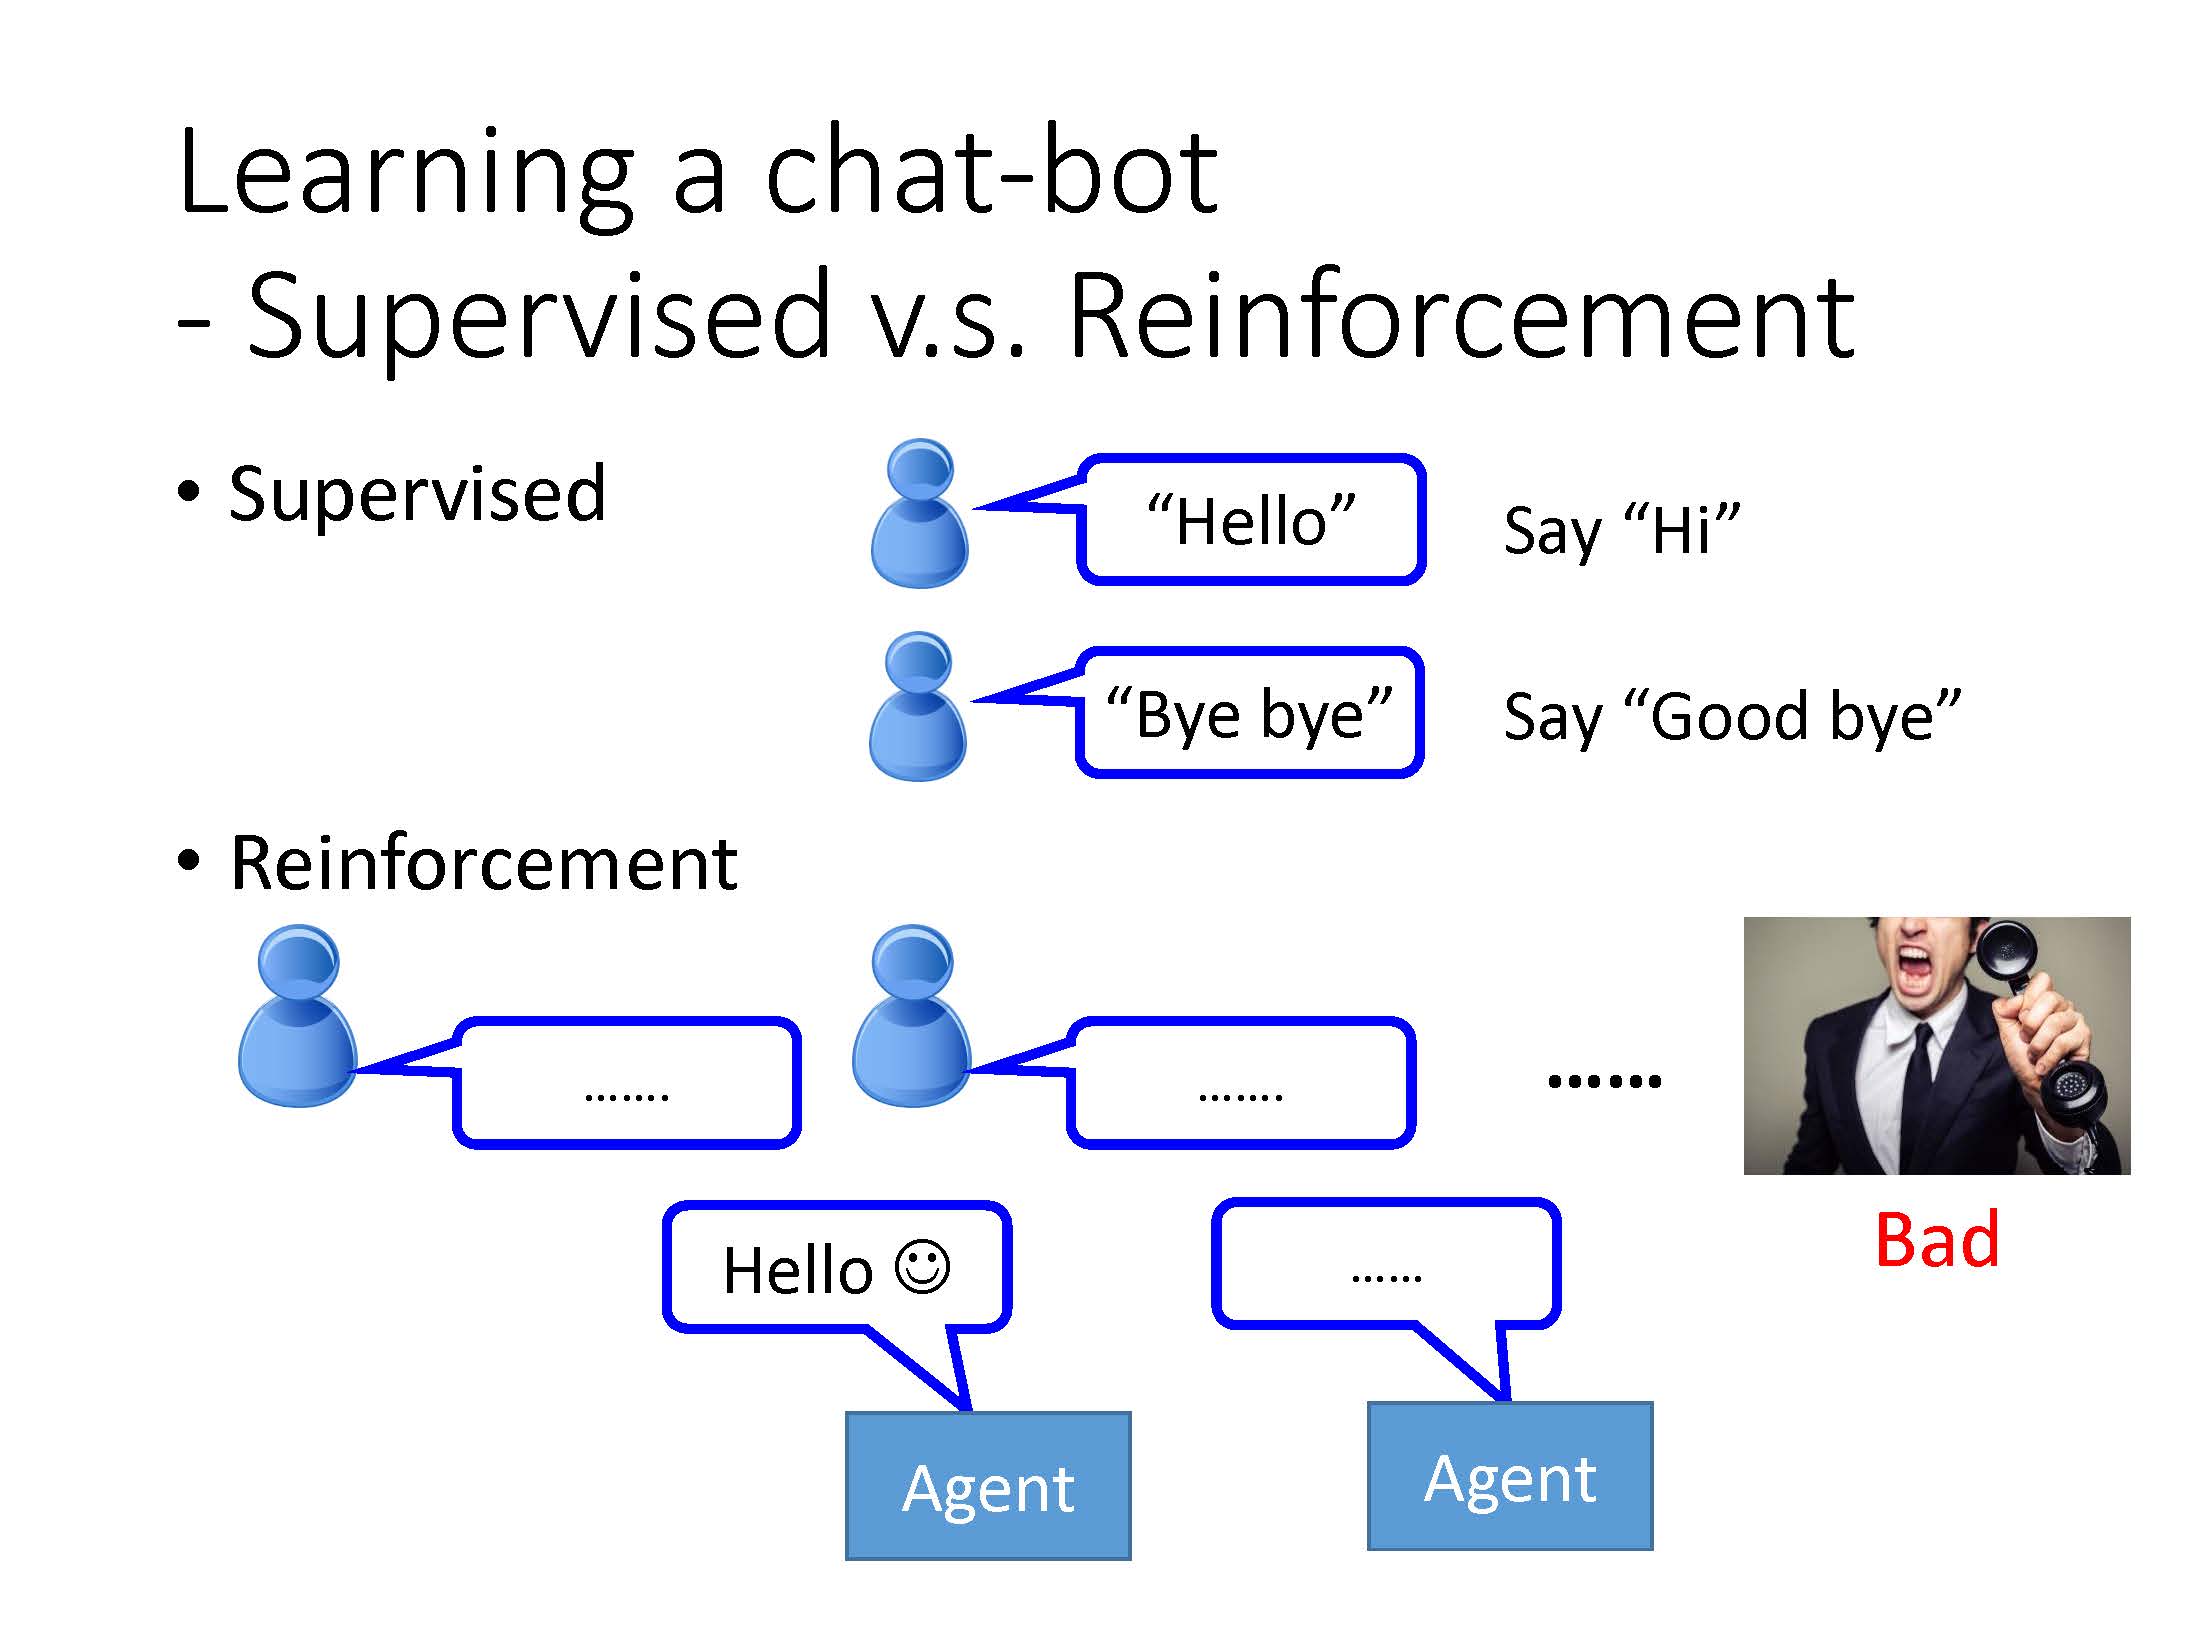 Learning a chat-bot
- Supervised v.s. Reinforcement
• Supervised
“Hello”
Say “Hi”
“Bye bye”
Say “Good bye”
• Reinforcement
…….
…….
……
Hello ☺
……
Bad
Agent
Agent